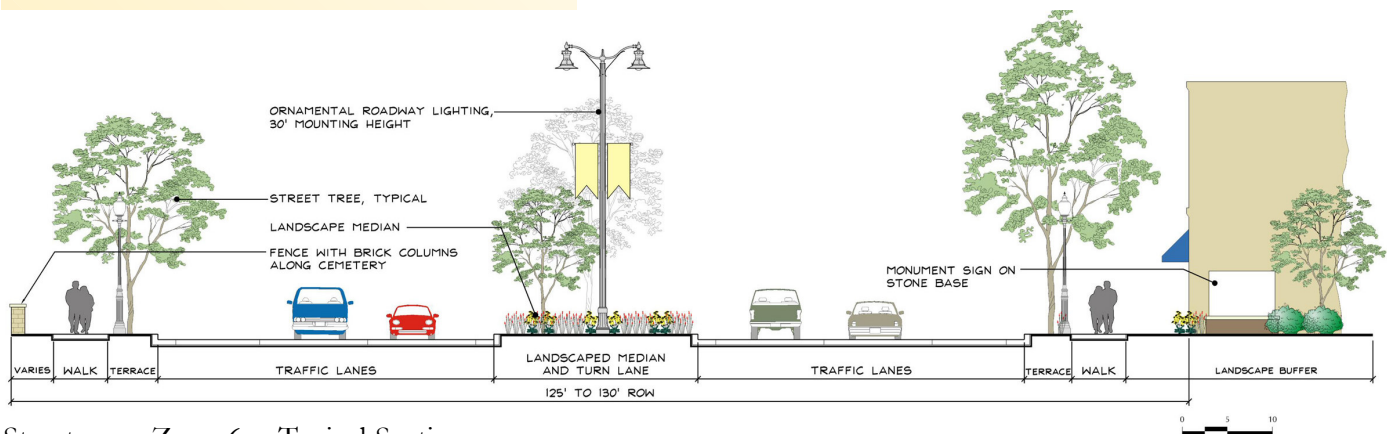 ORNAMENTAL ROADWAY LIGHTING,
30' MOUNTING HEIGHT
STREET TREE, TYPICAL
LANDSCAPE MEDIAN
FENCE WITH BRICK COLUMNS
ALONG CEMETERY
MONUMENT SIGN ON
STONE BASE
VARIES
WALK
TERRACE
TRAFFIC LANES
LANDSCAPED MEDIAN
AND TURN LANE
TRAFFIC LANES
TERRACE
WALK
LANDSCAPE BUFFER
125' TO 130' ROW
0 5 10